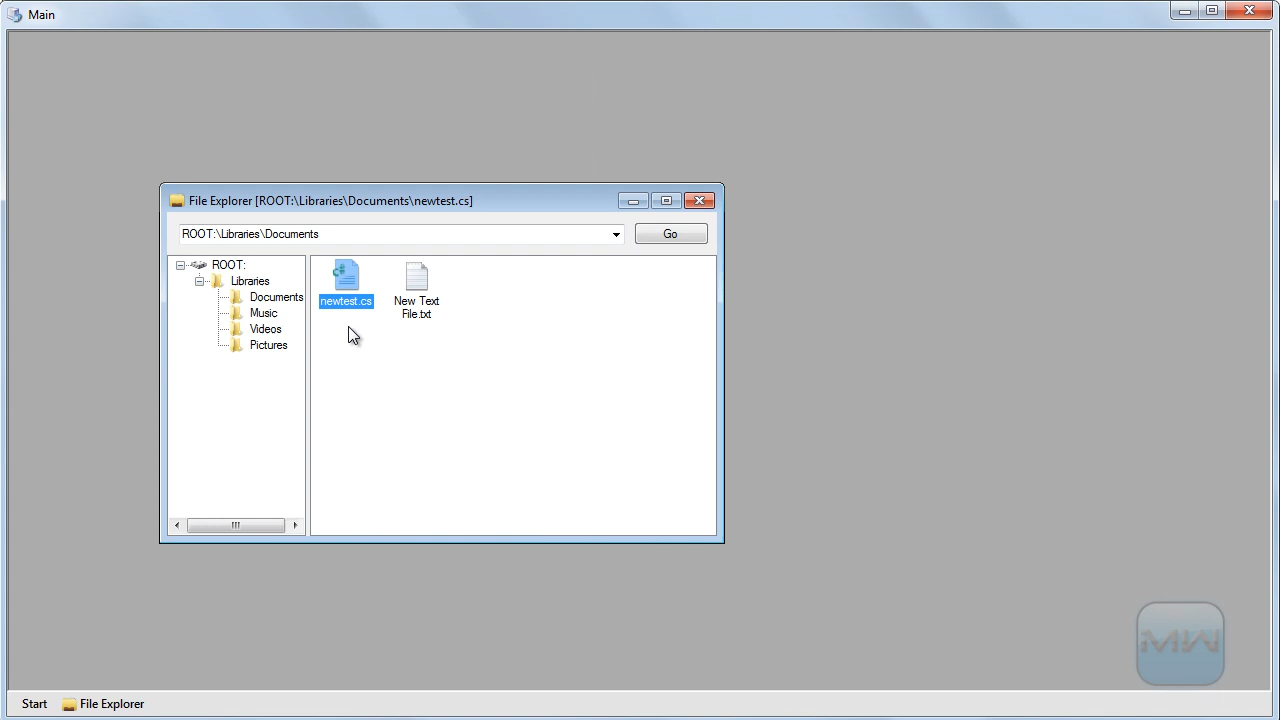 Main
File Explorer [ROOT:\Libraries\Documents\newtest.cs]
ROOT:\Libraries\Documents
Go
ROOT:
Libraries
Documents
Music
Videos
Pictures
newtest.cs
New Text
File.txt
MW
Start
File Explorer